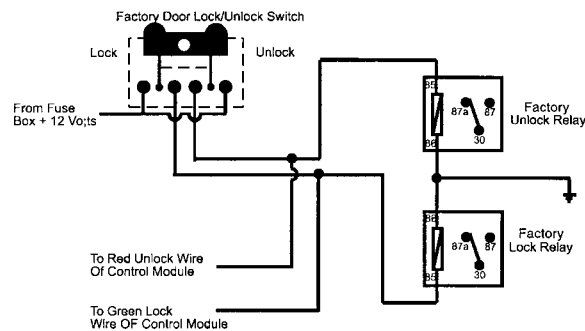 Factory Door Lock/Unlock Switch
Lock
Unlock
From Fuse
Box + 12 Vo;ts
85
87a 87
30
86
Factory
Unlock Relay
86
87a 87
30
85
Factory
Lock Relay
To Red Unlock Wire
Of Control Module
To Green Lock
Wire OF Control Module